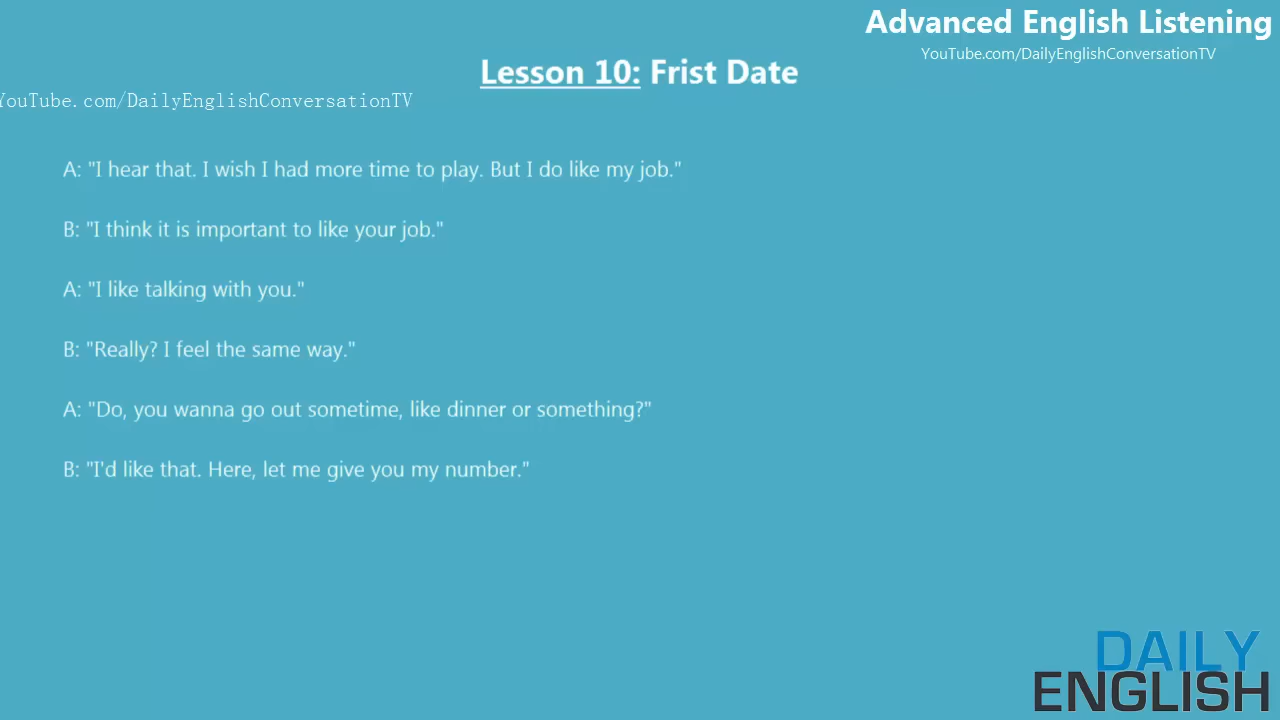 Advanced English Listening
YouTube.com/DailyEnglishConversationTV
Lesson 10: Frist Date
YouTube.com/DailyEnglishConversationTV
A: "I hear that. I wish I had more time to play. But I do like my job."
B: "I think it is important to like your job."
A: "I like talking with you."
B: "Really? I feel the same way."
A: "Do, you wanna go out sometime, like dinner or something?"
B: "I'd like that. Here, let me give you my number."
DAILY
ENGLISH